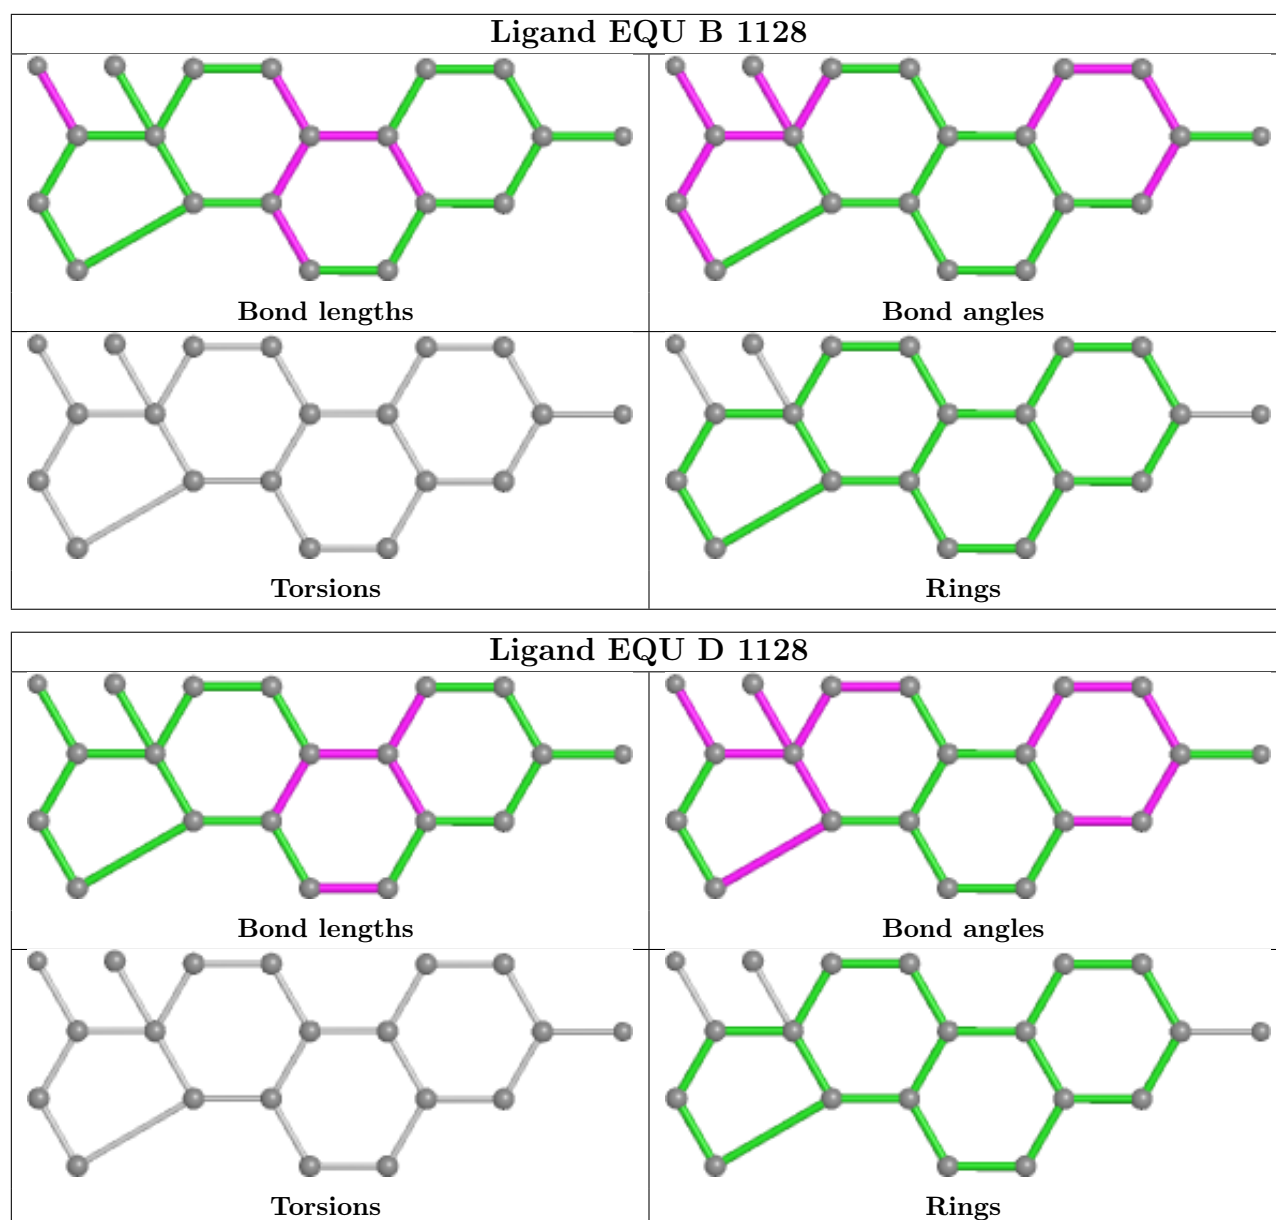 Ligand EQU B 1128
Bond lengths
Bond angles
Torsions
Rings
Ligand EQU D 1128
Bond lengths
Bond angles
Torsions
Rings